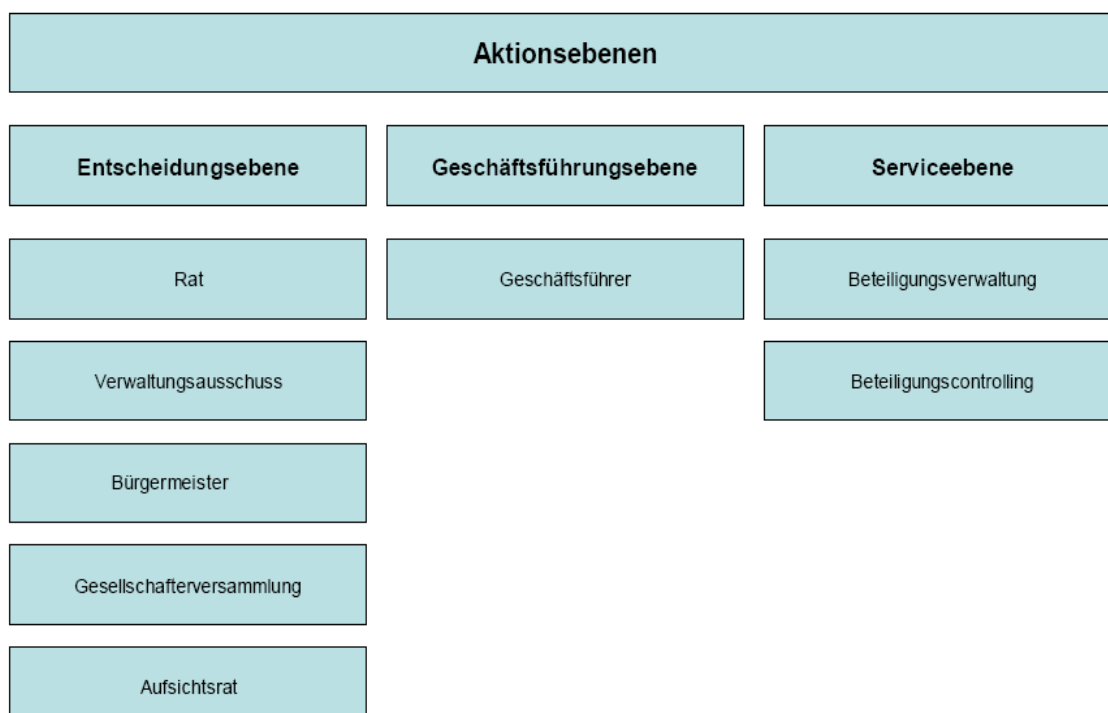 Aktionsebenen
Entscheidungsebene
Geschäftsführungsebene
Serviceebene
Rat
Geschäftsführer
Beteiligungsverwaltung
Verwaltungsausschuss
Beteiligungscontrolling
Bürgermeister
Gesellschafterversammlung
Aufsichtsrat